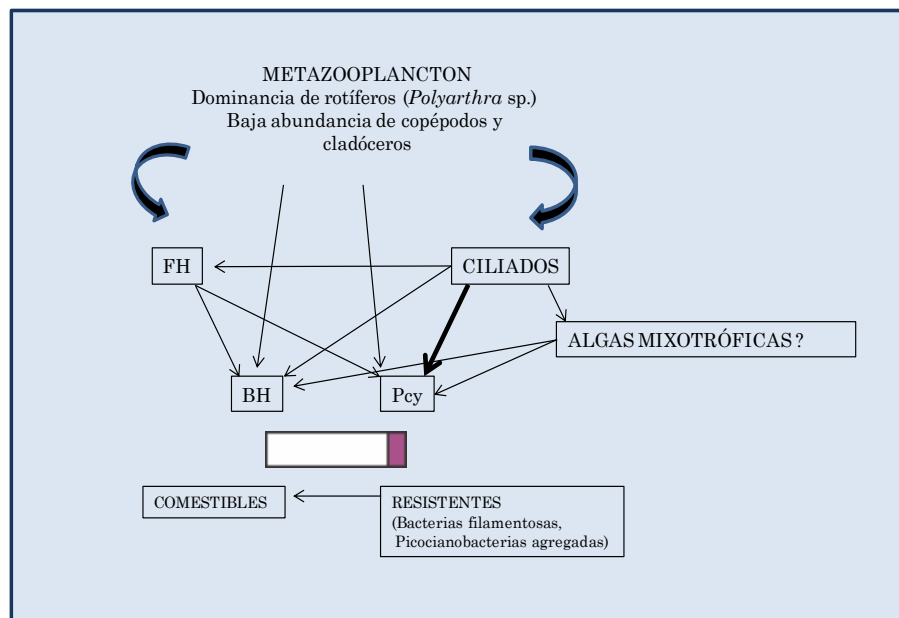 METAZOOPLANCTON
Dominancia de rotíferos (Polyarthra sp.)
Baja abundancia de copépodos y
cladóceros
FH
CILIADOS
ALGAS MIXOTRÓFICAS ?
BH
Pcy
COMESTIBLES
RESISTENTES
(Bacterias filamentosas,
Picocianobacterias agregadas)